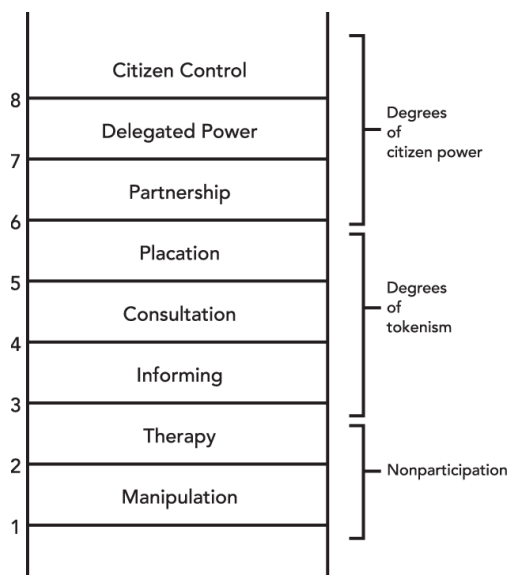 Citizen Control
8
Delegated Power
7
Partnership
6
Placation
5
Consultation
4
Informing
3
Therapy
2
Manipulation
1
Degrees
of
citizen power
Degrees
of
tokenism
Nonparticipation